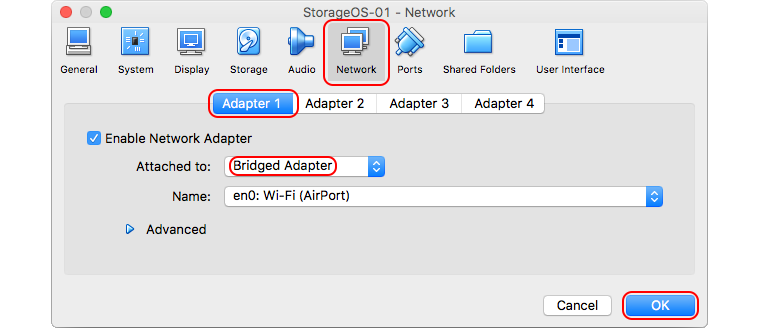 StorageOS-01 - Network
General System Display Storage Audio Network Ports Shared Folders User Interface
Adapter 1 Adapter 2 Adapter 3 Adapter 4
Enable Network Adapter
Attached to: Bridged Adapter
Name: en0: Wi-Fi (AirPort)
Advanced
Cancel OK